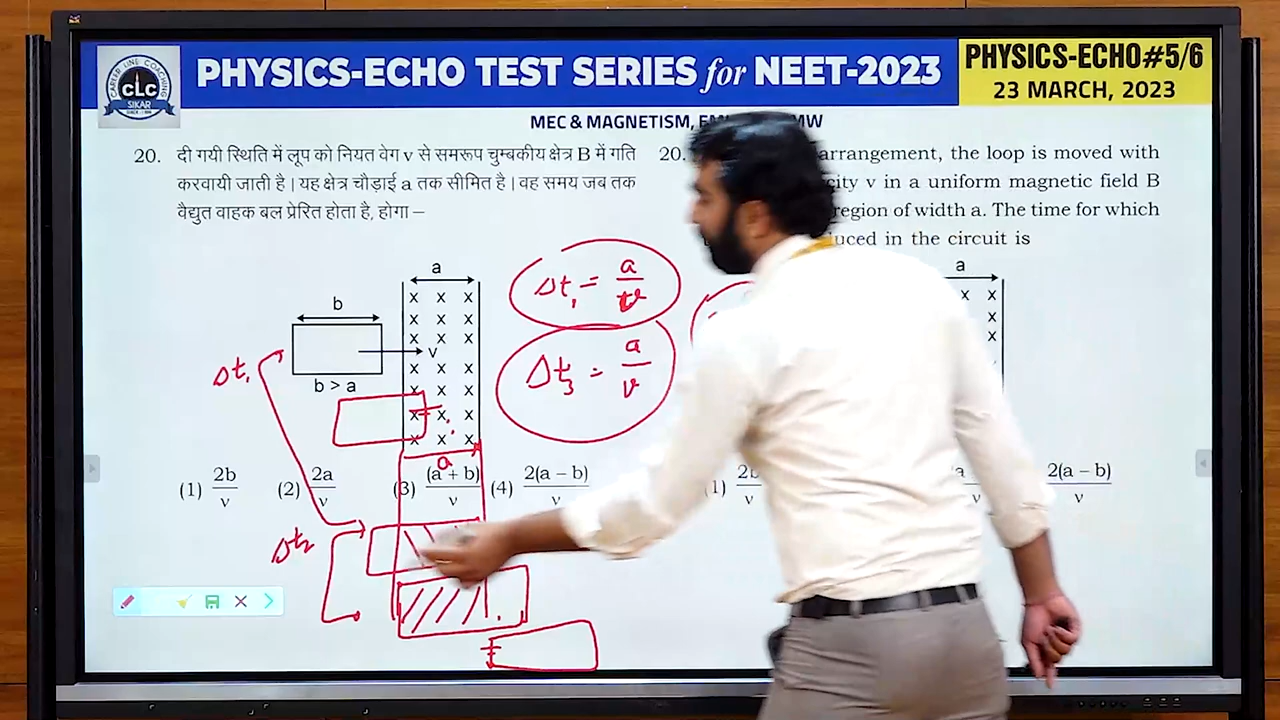 CAREER LINE COACHING
CLC
SIKAR
PHYSICS-ECHO TEST SERIES for NEET-2023
PHYSICS-ECHO#5/6
23 MARCH, 2023
MEC & MAGNETISM, MW
20. दी गयी स्थिति में लूप को नियत वेग v से समरूप चुम्बकीय क्षेत्र B में गति
करवायी जाती है। यह क्षेत्र चौड़ाई a तक सीमित है। वह समय जब तक
वैद्युत वाहक बल प्रेरित होता है, होगा –
a
b
v
b > a
x x x
x x x
x x x
x x x
x x x
x x x
x x x
Δt₁ = a/v
Δt₃ = a/v
Δt₁
a
Δt₂
(1) 2b/v (2) 2a/v (3) (a + b)/v (4) 2(a – b)/v
20. arrangement, the loop is moved with
v in a uniform magnetic field B
region of width a. The time for which
in the circuit is
a
x x
x
x
2(a – b)/v